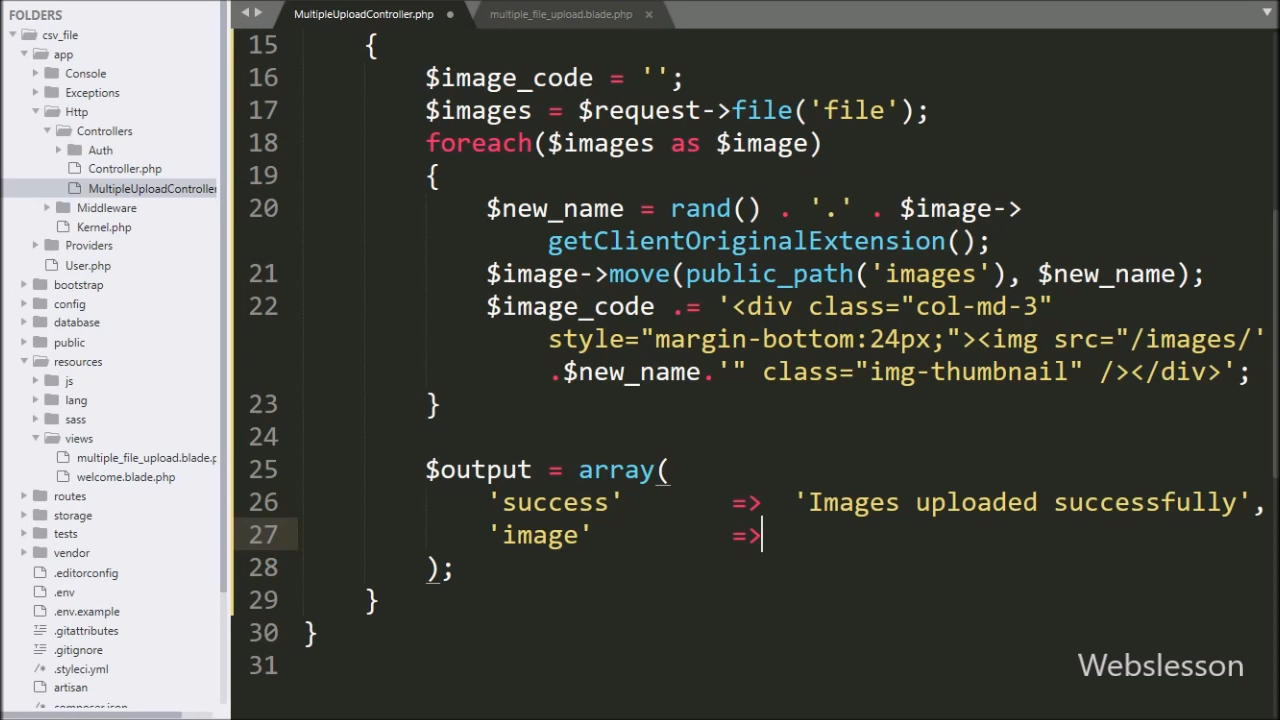 FOLDERS
csv_file
app
Console
Exceptions
Http
Controllers
Auth
Controller.php
MultipleUploadController
Middleware
Kernel.php
Providers
User.php
bootstrap
config
database
public
resources
js
lang
sass
views
multiple_file_upload.blade.p
welcome.blade.php
routes
storage
tests
vendor
.editorconfig
.env
.env.example
.gitattributes
.gitignore
.styleci.yml
artisan
composer.json
MultipleUploadController.php
multiple_file_upload.blade.php
15 {
16 $image_code = '';
17 $images = $request->file('file');
18 foreach($images as $image)
19 {
20 $new_name = rand() . '.' . $image->
getClientOriginalExtension();
21 $image->move(public_path('images'), $new_name);
22 $image_code .= '<div class="col-md-3"
style="margin-bottom:24px;"><img src="/images/'
.$new_name.'" class="img-thumbnail" /></div>';
23 }
24
25 $output = array(
26 'success' => 'Images uploaded successfully',
27 'image' =>
28 );
29 }
30 }
31
Webslesson